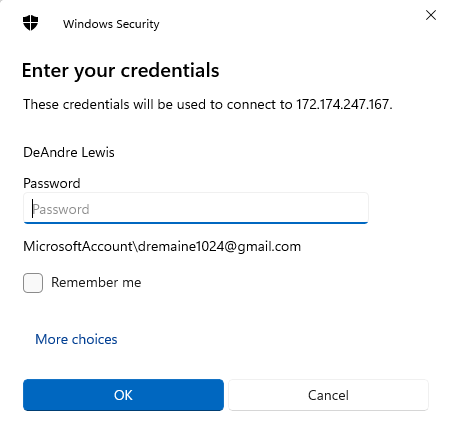 Windows Security
Enter your credentials
These credentials will be used to connect to 172.174.247.167.
DeAndre Lewis
Password
Password
MicrosoftAccount\dremaine1024@gmail.com
Remember me
More choices
OK
Cancel